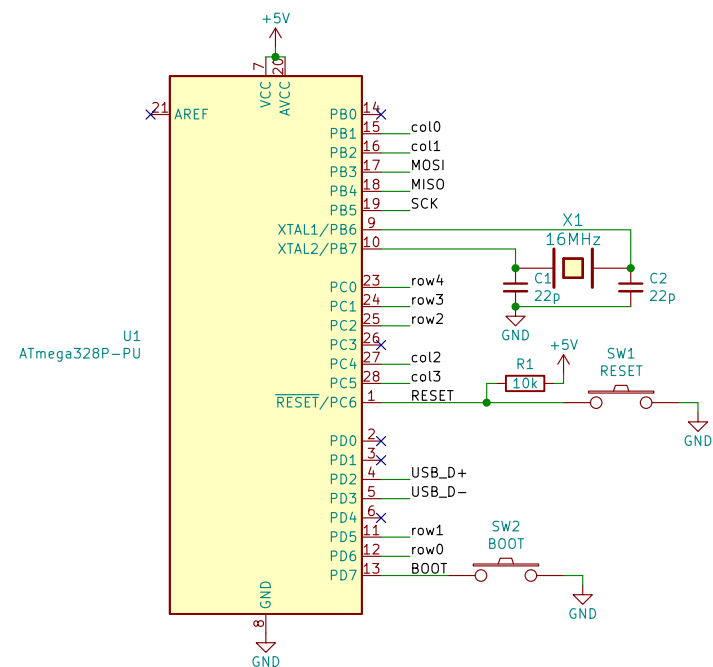 +5V
7
20
VCC
AVCC
21
AREF
PB0
14
PB1
15
col0
PB2
16
col1
PB3
17
MOSI
PB4
18
MISO
PB5
19
SCK
XTAL1/PB6
9
XTAL2/PB7
10
X1
16MHz
C1
22p
C2
22p
GND
PC0
23
row4
PC1
24
row3
PC2
25
row2
PC3
26
PC4
27
col2
PC5
28
col3
RESET/PC6
1
RESET
U1
ATmega328P-PU
+5V
R1
10k
SW1
RESET
GND
PD0
2
PD1
3
PD2
4
USB_D+
PD3
5
USB_D-
PD4
6
PD5
11
row1
PD6
12
row0
PD7
13
BOOT
SW2
BOOT
GND
GND
8
GND